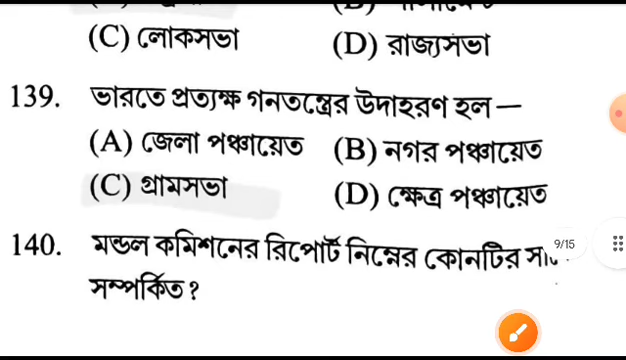 (C) লোকসভা (D) রাজ্যসভা
139. ভারতে প্রত্যক্ষ গনতন্ত্রের উদাহরণ হল —
(A) জেলা পঞ্চায়েত (B) নগর পঞ্চায়েত
(C) গ্রামসভা (D) ক্ষেত্র পঞ্চায়েত
140. মন্ডল কমিশনের রিপোর্ট নিম্নের কোনটির
9/15
সম্পর্কিত?